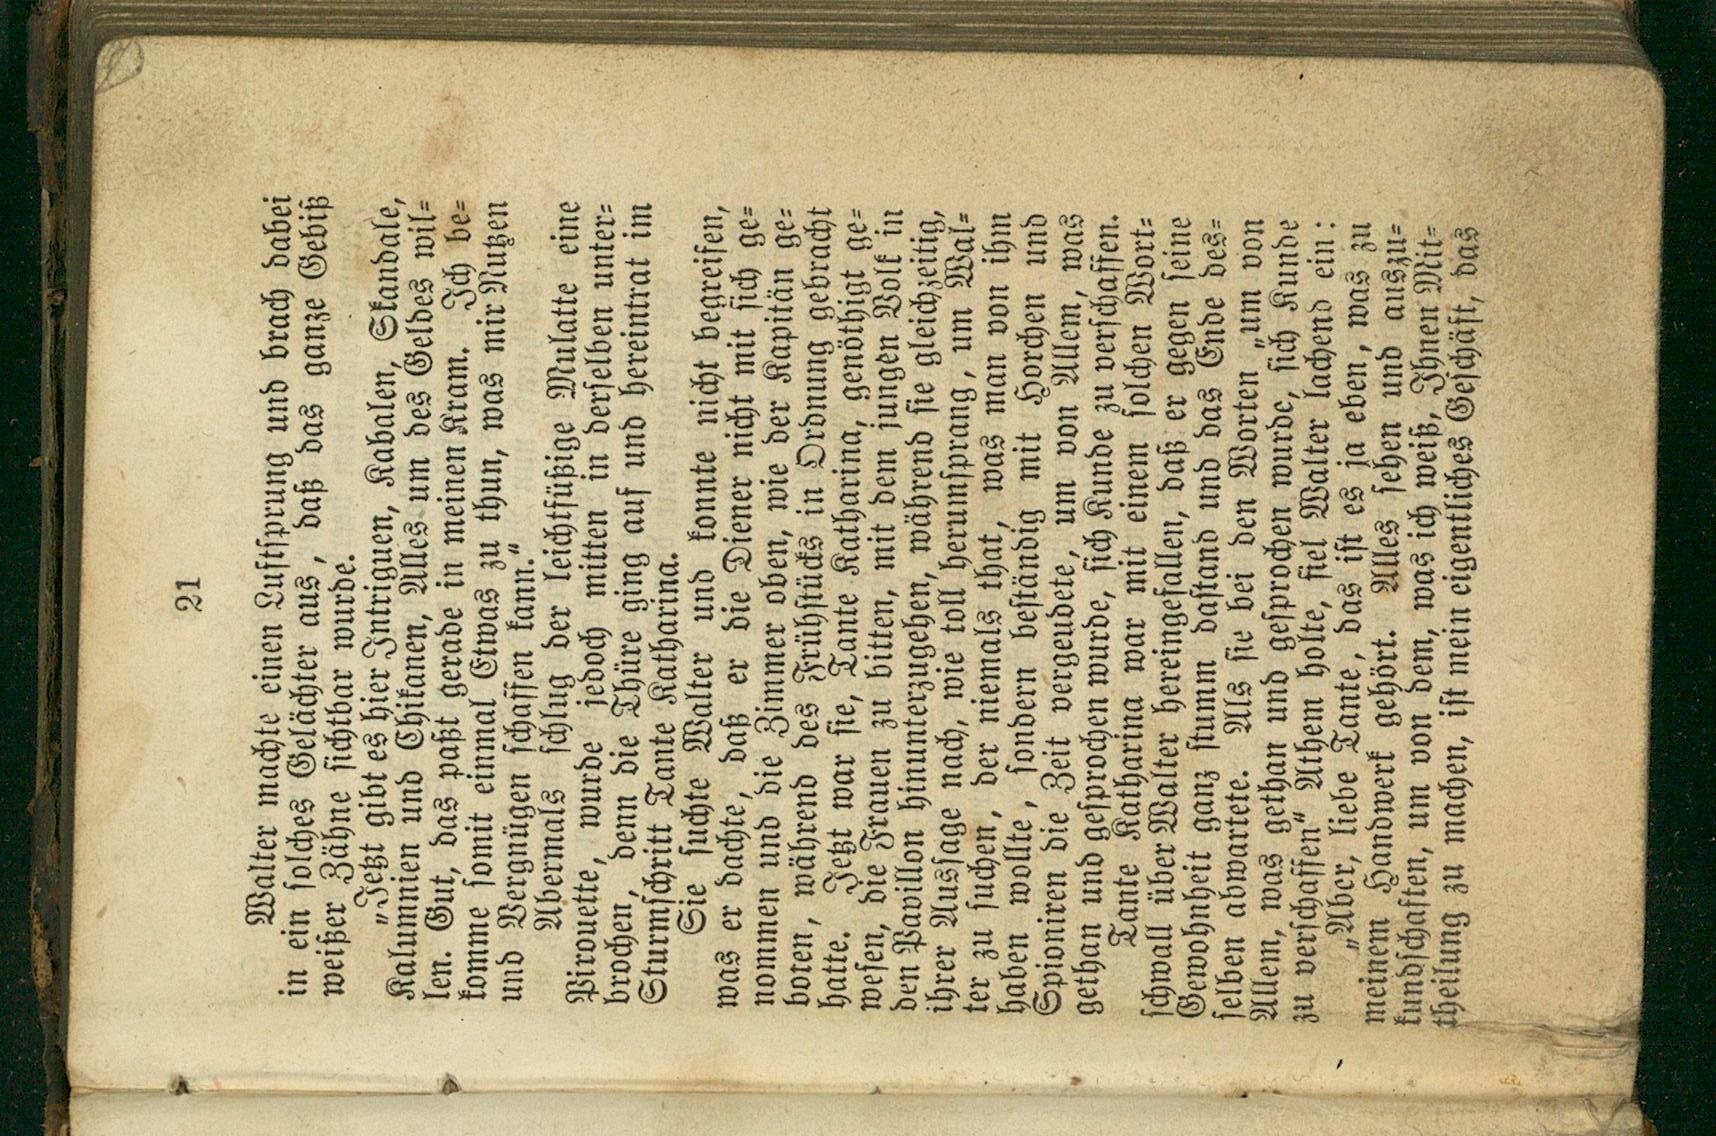 21
Walter machte einen Luftsprung und brach dabei
in ein solches Gelächter aus, daß das ganze Gebiß
weißer Zähne sichtbar wurde.
„Jetzt gibt es hier Intriguen, Kabalen, Skandale,
Kalumnien und Chikanen, Alles um des Geldes wil=
len. Gut, das paßt gerade in meinen Kram. Ich be=
komme somit einmal Etwas zu thun, was mir Nutzen
und Vergnügen schaffen kann.“
Abermals schlug der leichtfüßige Mulatte eine
Pirouette, wurde jedoch mitten in derselben unter=
brochen, denn die Thüre ging auf und hereintrat im
Sturmschritt Tante Katharina.
Sie suchte Walter und konnte nicht begreifen,
was er dachte, daß er die Diener nicht mit sich ge=
nommen und die Zimmer oben, wie der Kapitän ge=
boten, während des Frühstücks in Ordnung gebracht
hatte. Jetzt war sie, Tante Katharina, genöthigt ge=
wesen, die Frauen zu bitten, mit dem jungen Volk in
den Pavillon hinunterzugehen, während sie gleichzeitig,
ihrer Aussage nach, wie toll herumsprang, um Wal=
ter zu suchen, der niemals that, was man von ihm
haben wollte, sondern beständig mit Horchen und
Spioniren die Zeit vergeudete, um von Allem, was
gethan und gesprochen wurde, sich Kunde zu verschaffen.
Tante Katharina war mit einem solchen Wort=
schwall über Walter hereingefallen, daß er gegen seine
Gewohnheit ganz stumm dastand und das Ende des=
selben abwartete. Als sie bei den Worten „um von
Allem, was gethan und gesprochen wurde, sich Kunde
zu verschaffen“ Athem holte, fiel Walter lachend ein:
„Aber, liebe Tante, das ist es ja eben, was zu
meinem Handwerk gehört. Alles sehen und auszu=
kundschaften, um von dem, was ich weiß, Ihnen Mit=
theilung zu machen, ist mein eigentliches Geschäft, das